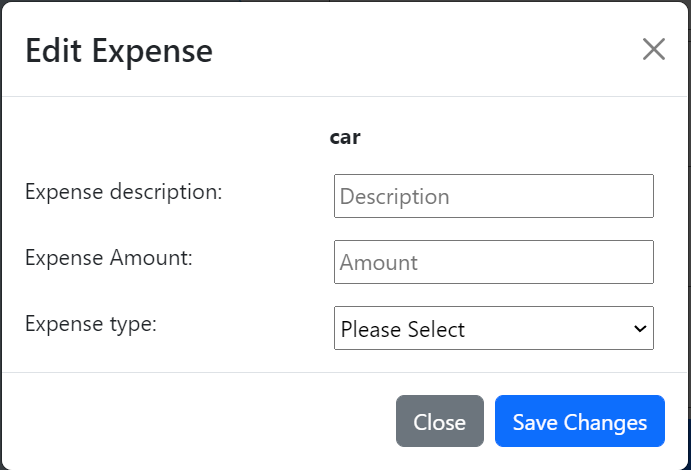 Edit Expense
car
Expense description:
Description
Expense Amount:
Amount
Expense type:
Please Select
Close
Save Changes